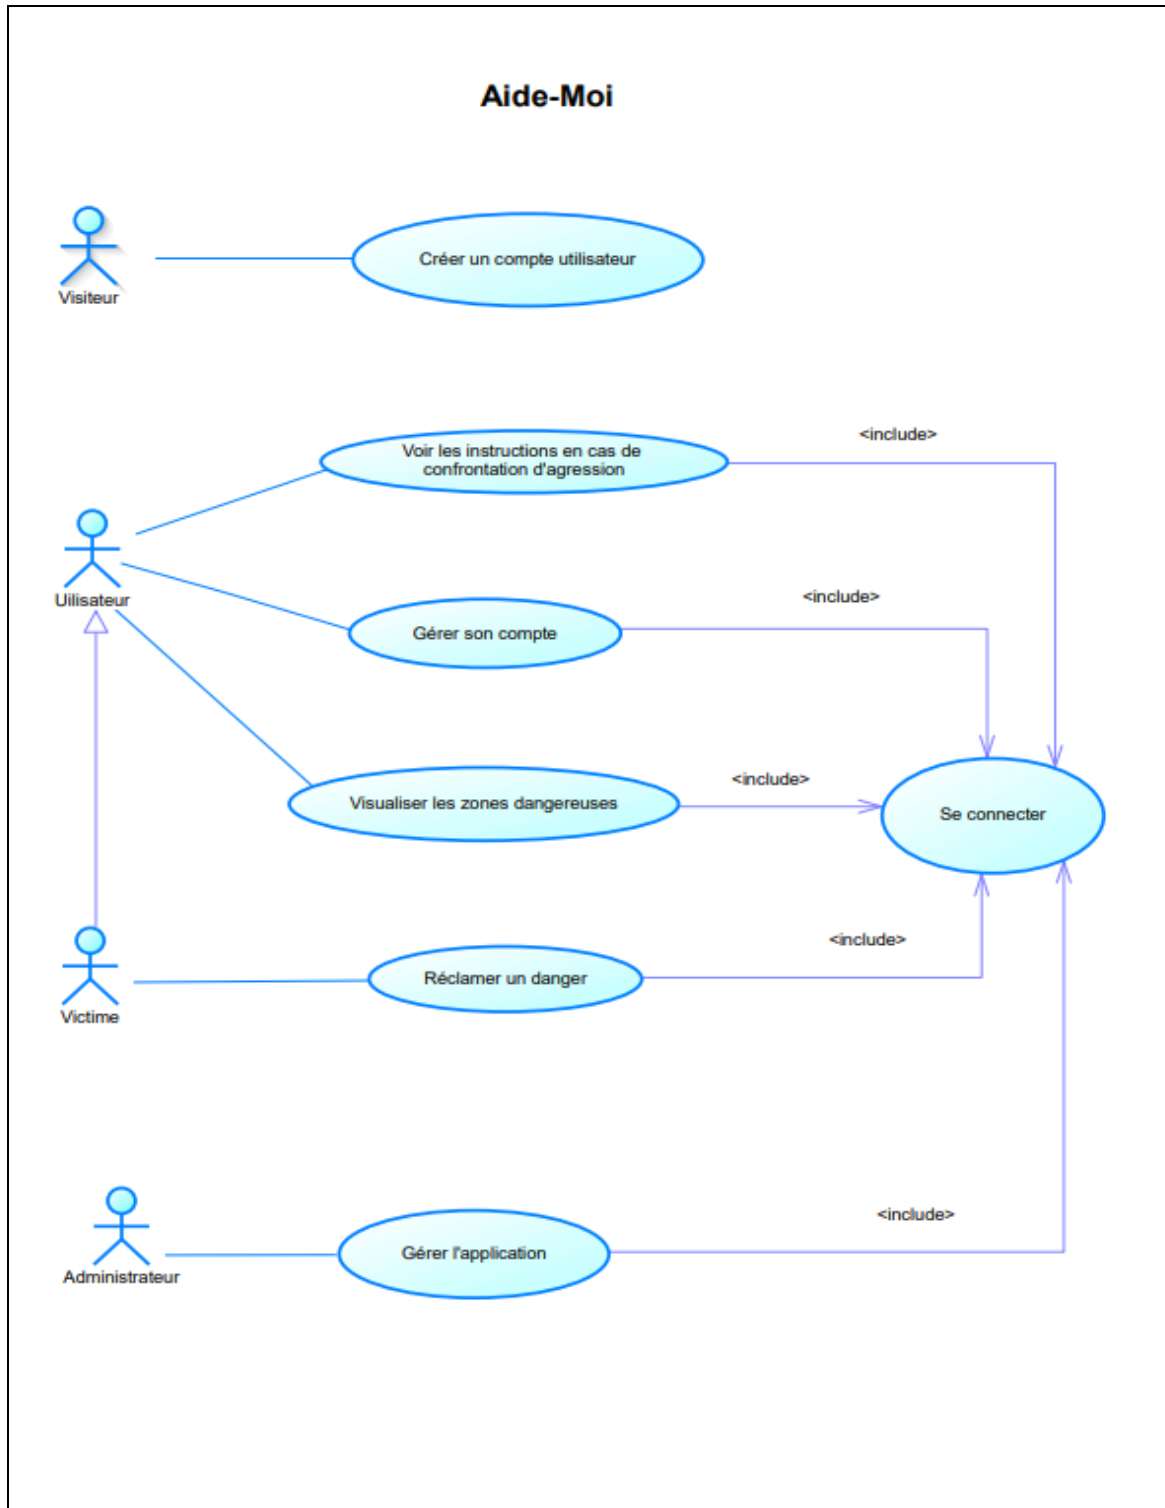 Aide-Moi
Créer un compte utilisateur
Visiteur
<include>
Voir les instructions en cas de
confrontation d'agression
Uilisateur
<include>
Gérer son compte
<include>
Visualiser les zones dangereuses
Se connecter
<include>
Réclamer un danger
Victime
<include>
Gérer l'application
Administrateur